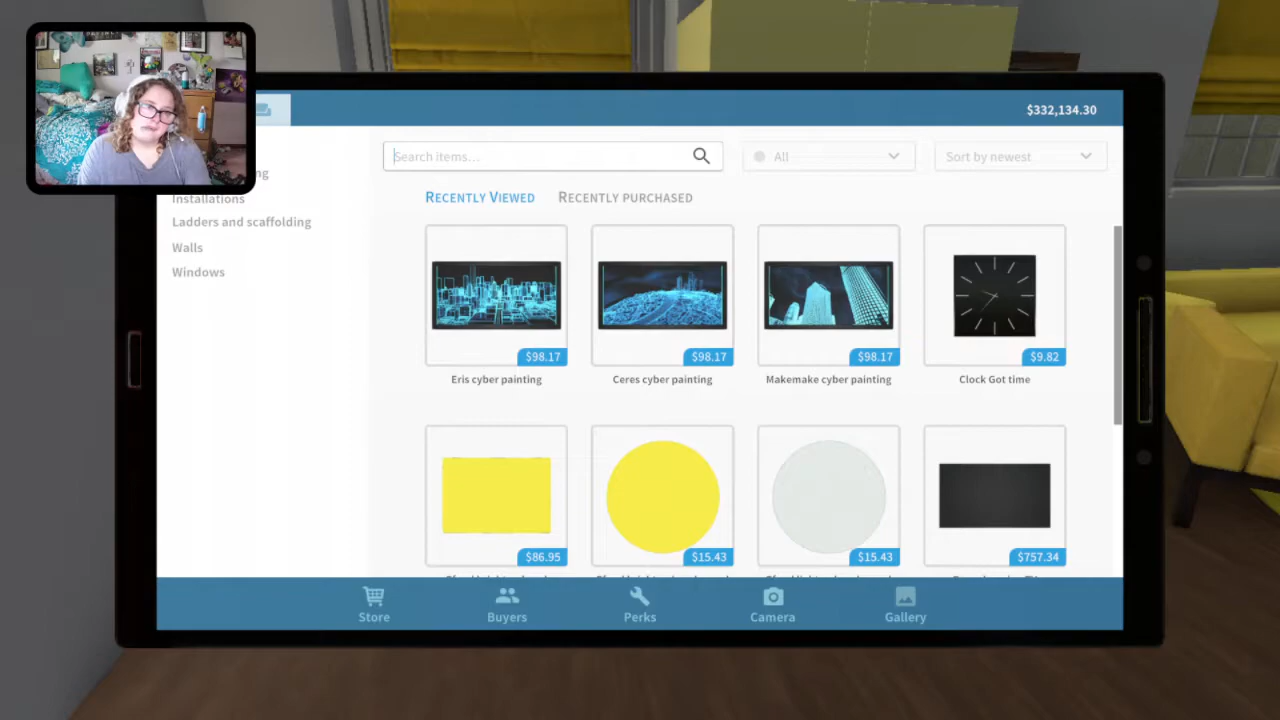 $332,134.30
Search items...
All
Sort by newest
Installations
Ladders and scaffolding
Walls
Windows
RECENTLY VIEWED
RECENTLY PURCHASED
$98.17
$98.17
$98.17
$9.82
Eris cyber painting
Ceres cyber painting
Makemake cyber painting
Clock Got time
$86.95
$15.43
$15.43
$757.34
Store
Buyers
Perks
Camera
Gallery